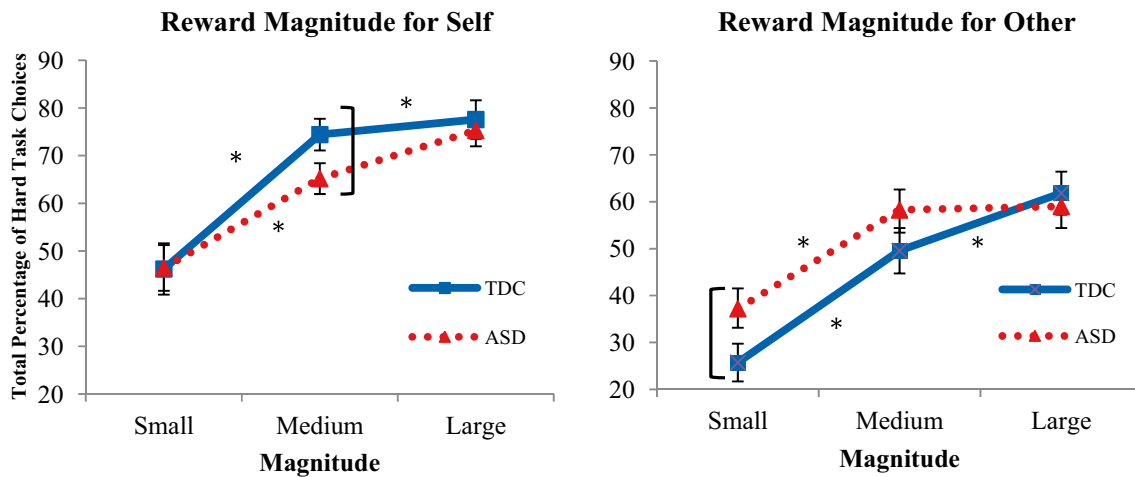 Reward Magnitude for Self
Total Percentage of Hard Task Choices
90
80
70
60
50
40
30
20
*
*
*
TDC
ASD
Small Medium Large
Magnitude
Reward Magnitude for Other
90
80
70
60
50
40
30
20
*
*
*
TDC
ASD
Small Medium Large
Magnitude